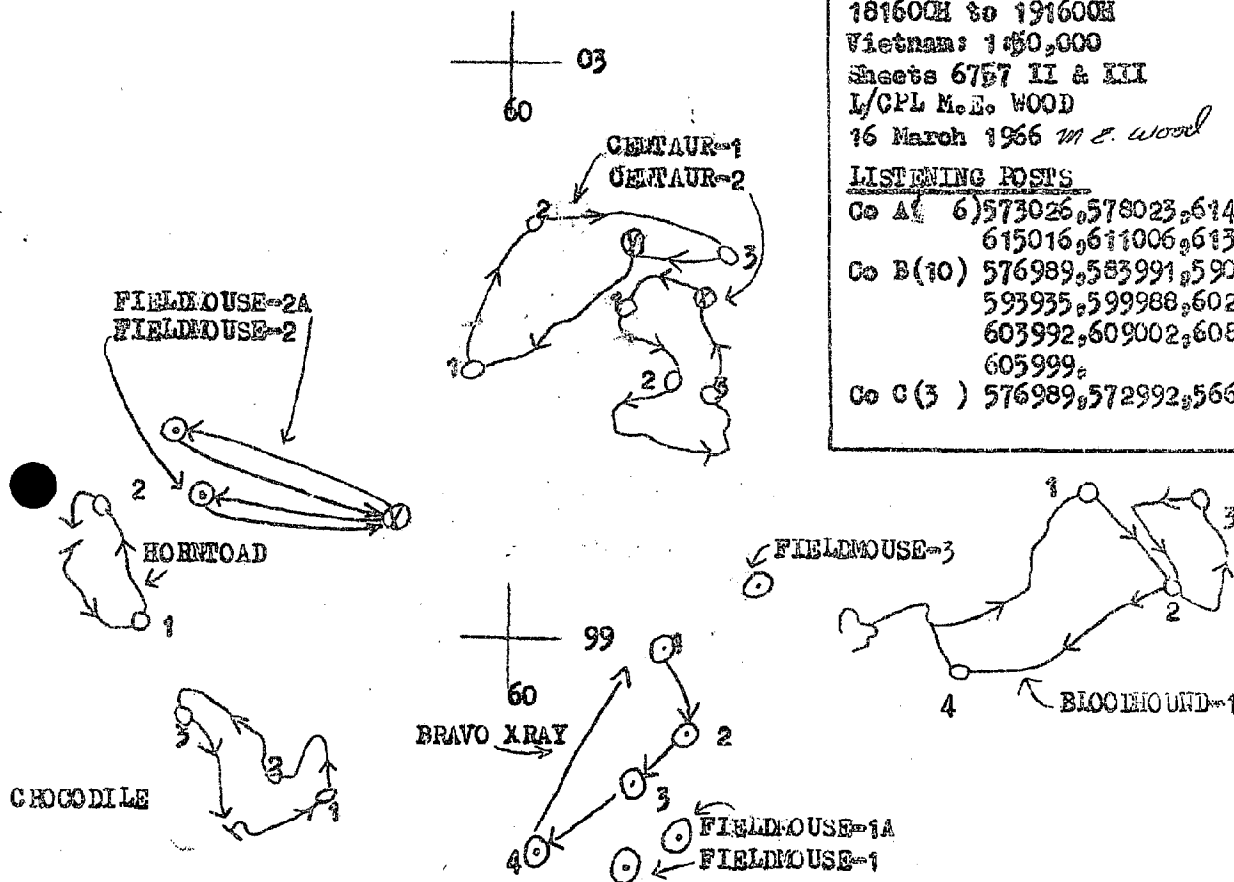 181600H to 191600H
Vietnam: 1:50,000
Sheets 6757 II & III
L/CPL M.E. WOOD
16 March 1966 m e. wood
LISTENING POSTS
Co A( 6)573026,578023,614
615016,611006,613
Co B(10) 576989,583991,590
593935,599988,602
603992,609002,608
605999,
Co C(3 ) 576989,572992,566
03
60
CENTAUR-1
CENTAUR-2
2
3
1
2
3
FIELDMOUSE-2A
FIELDMOUSE-2
2
HORNTOAD
1
FIELDMOUSE-3
1
3
2
4
BLOODHOUND-1
99
60
1
BRAVO XRAY
2
3
4
3
2
1
CROCODILE
FIELDMOUSE-1A
FIELDMOUSE-1